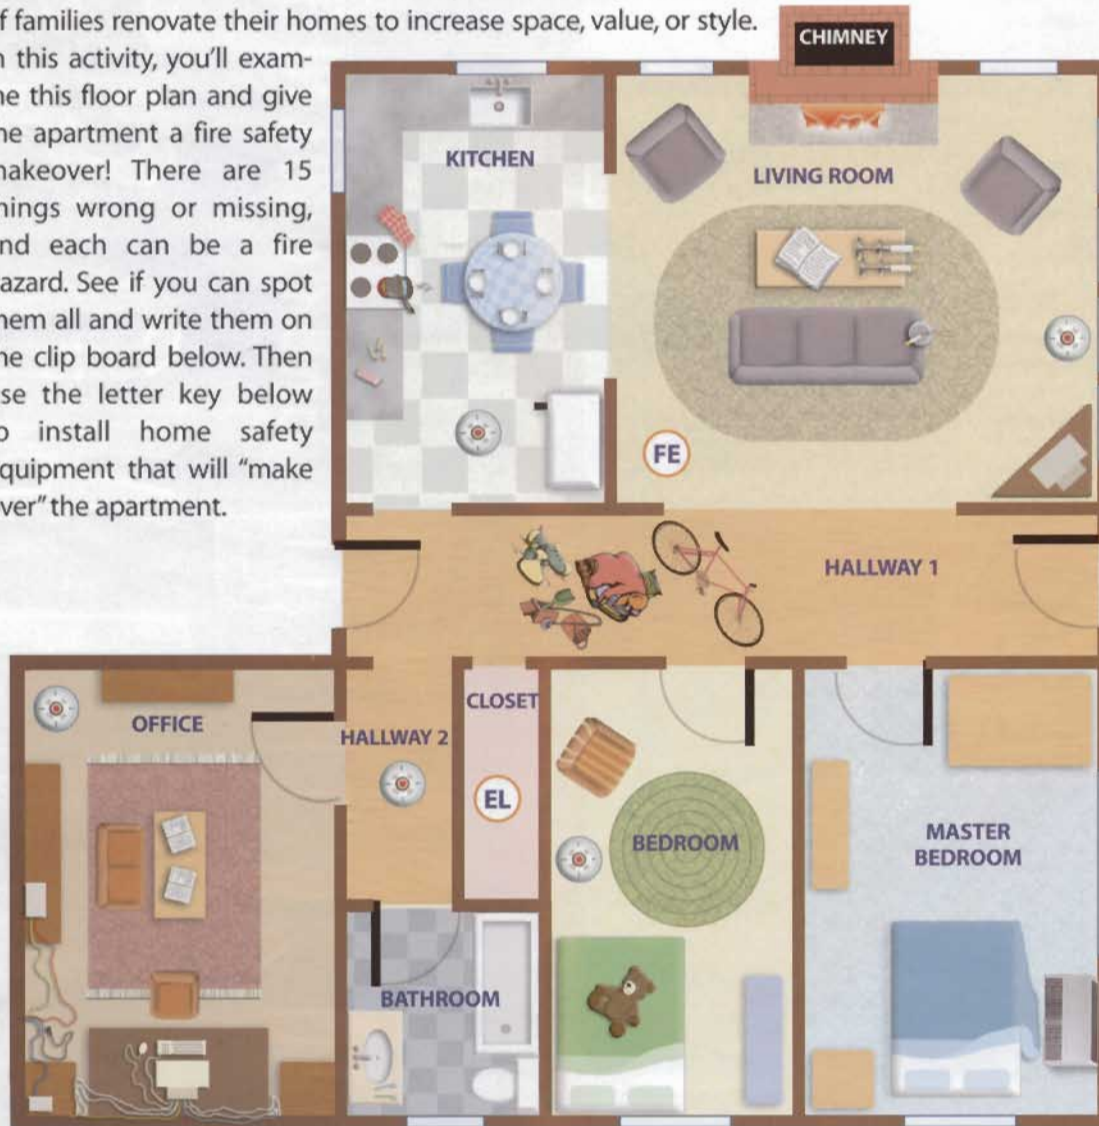 f families renovate their homes to increase space, value, or style.
n this activity, you'll exam-
ne this floor plan and give
he apartment a fire safety
makeover! There are 15
hings wrong or missing,
nd each can be a fire
azard. See if you can spot
hem all and write them on
he clip board below. Then
se the letter key below
o install home safety
quipment that will "make
ver" the apartment.
CHIMNEY
KITCHEN
LIVING ROOM
FE
HALLWAY 1
OFFICE
HALLWAY 2
CLOSET
EL
BEDROOM
MASTER
BEDROOM
BATHROOM